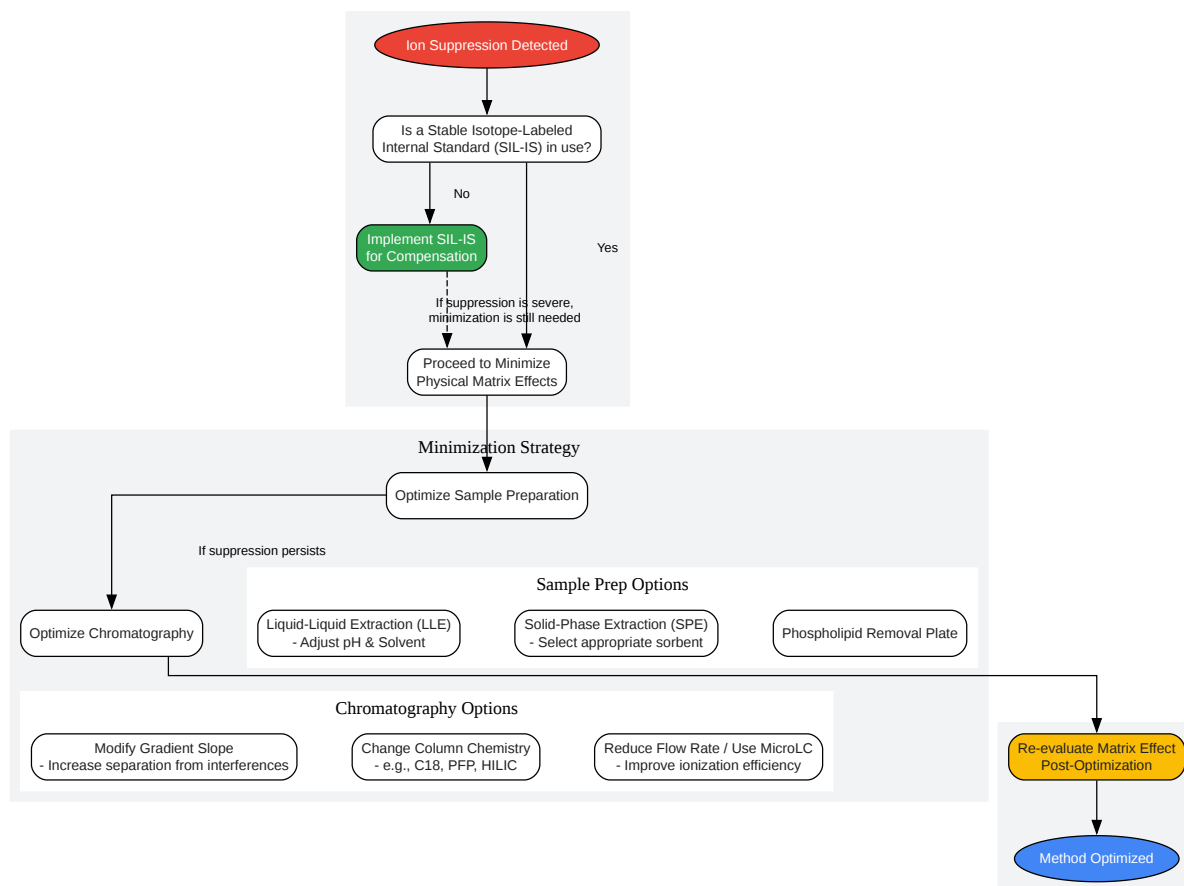 Ion Suppression Detected
Is a Stable Isotope-Labeled
Internal Standard (SIL-IS) in use?
No
Implement SIL-IS
for Compensation
Yes
If suppression is severe,
minimization is still needed
Proceed to Minimize
Physical Matrix Effects
Minimization Strategy
Optimize Sample Preparation
If suppression persists
Sample Prep Options
Optimize Chromatography
Liquid-Liquid Extraction (LLE)
- Adjust pH & Solvent
Solid-Phase Extraction (SPE)
- Select appropriate sorbent
Phospholipid Removal Plate
Chromatography Options
Modify Gradient Slope
- Increase separation from interferences
Change Column Chemistry
- e.g., C18, PFP, HILIC
Reduce Flow Rate / Use MicroLC
- Improve ionization efficiency
Re-evaluate Matrix Effect
Post-Optimization
Method Optimized